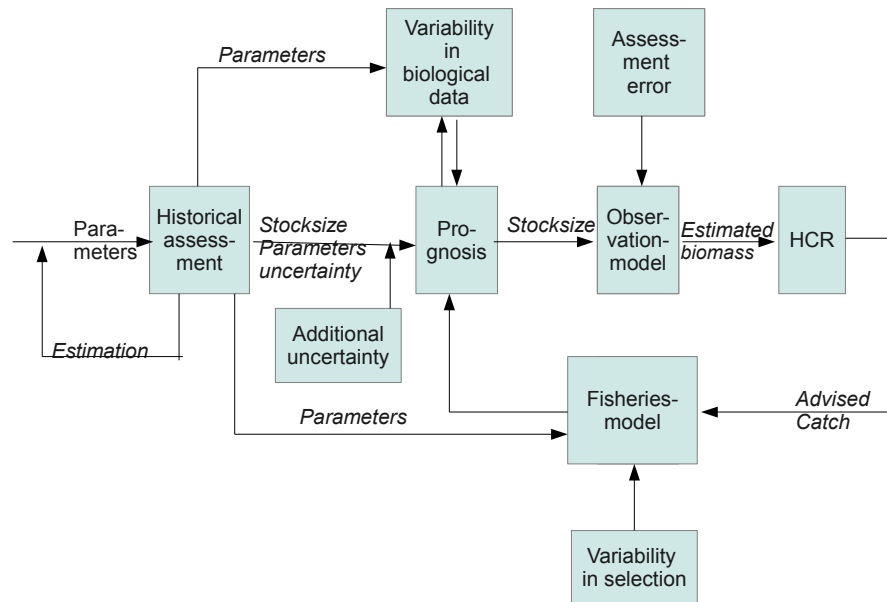 Variability
in
biological
data
Assess-
ment
error
Parameters
Para-
meters
Historical
assess-
ment
Stocksize
Parameters
uncertainty
Pro-
gnosis
Stocksize
Obser-
vation-
model
Estimated
biomass
HCR
Estimation
Additional
uncertainty
Parameters
Fisheries-
model
Advised
Catch
Variability
in selection